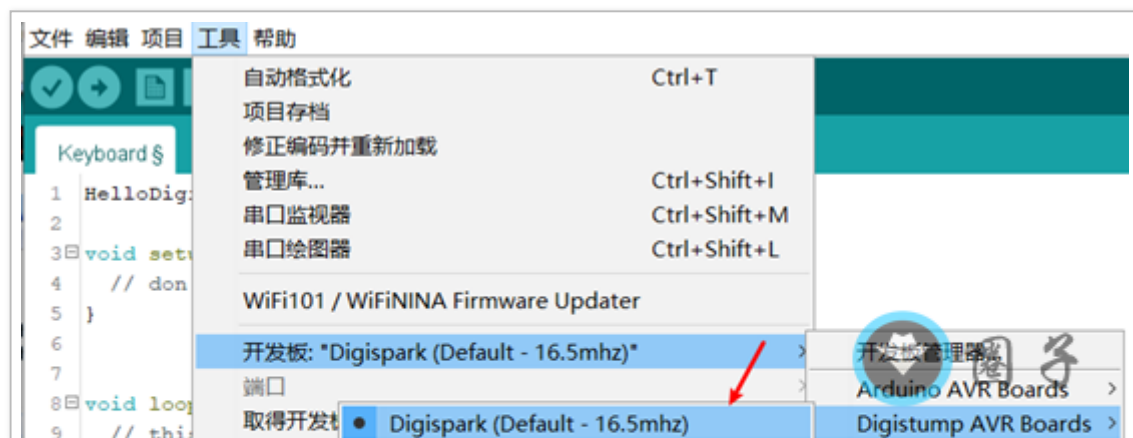 文件 编辑 项目 工具 帮助
自动格式化 Ctrl+T
项目存档
修正编码并重新加载
管理库... Ctrl+Shift+I
串口监视器 Ctrl+Shift+M
串口绘图器 Ctrl+Shift+L
WiFi101 / WiFiNINA Firmware Updater
开发板: "Digispark (Default - 16.5mhz)"
端口
取得开发板
Keyboard §
1 HelloDigi
2
3 void setu
4 // don
5 }
6
7
8 void loop
9 // this
Digispark (Default - 16.5mhz)
开发板管理器...
Arduino AVR Boards
Digistump AVR Boards
圈子